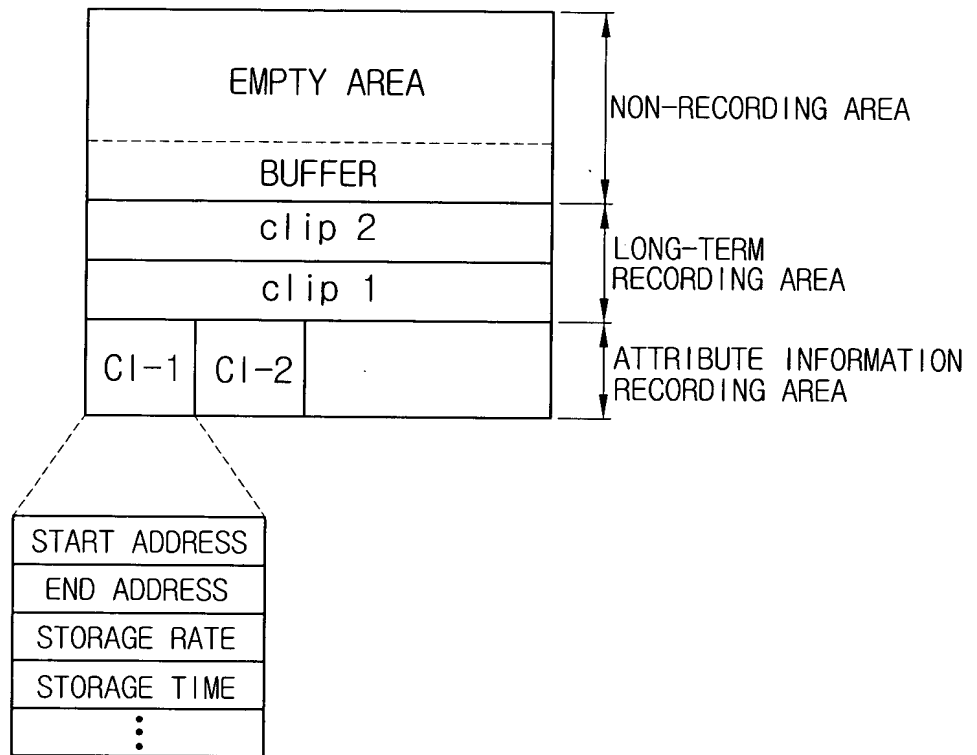 EMPTY AREA
BUFFER
NON-RECORDING AREA
clip 2
clip 1
LONG-TERM
RECORDING AREA
CI-1
CI-2
ATTRIBUTE INFORMATION
RECORDING AREA
START ADDRESS
END ADDRESS
STORAGE RATE
STORAGE TIME
⋮